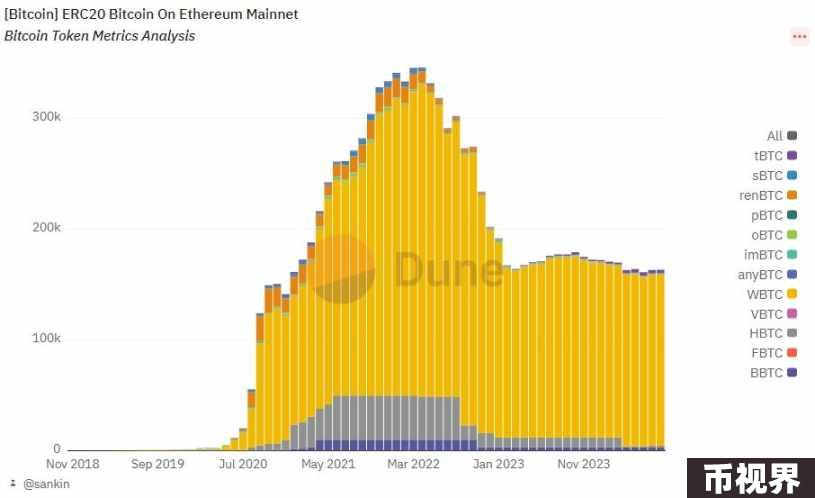 [Bitcoin] ERC20 Bitcoin On Ethereum Mainnet
Bitcoin Token Metrics Analysis
300k
200k
100k
0
Nov 2018
Sep 2019
Jul 2020
May 2021
Mar 2022
Jan 2023
Nov 2023
Dune
All
tBTC
sBTC
renBTC
pBTC
oBTC
imBTC
anyBTC
WBTC
VBTC
HBTC
FBTC
BBTC
@sankin
币视界